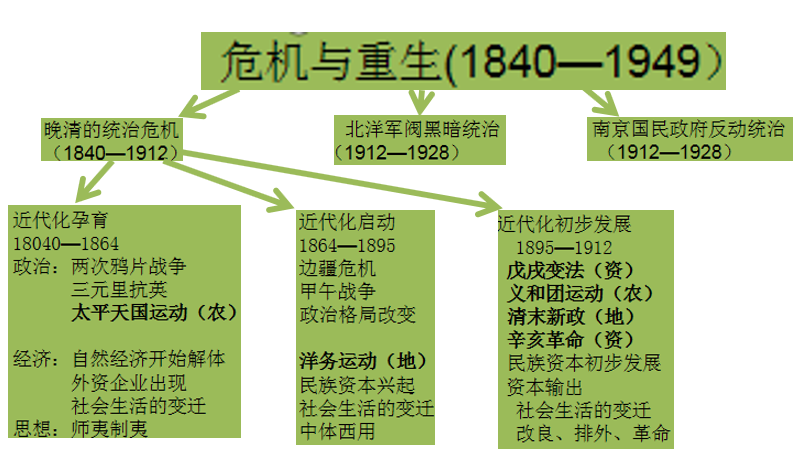 危机与重生(1840—1949）
晚清的统治危机
（1840—1912）
北洋军阀黑暗统治
（1912—1928）
南京国民政府反动统治
（1912—1928）
近代化孕育
18040—1864
政治：两次鸦片战争
三元里抗英
太平天国运动（农）
经济：自然经济开始解体
外资企业出现
社会生活的变迁
思想：师夷制夷
近代化启动
1864—1895
边疆危机
甲午战争
政治格局改变
洋务运动（地）
民族资本兴起
社会生活的变迁
中体西用
近代化初步发展
1895—1912
戊戌变法（资）
义和团运动（农）
清末新政（地）
辛亥革命（资）
民族资本初步发展
资本输出
社会生活的变迁
改良、排外、革命